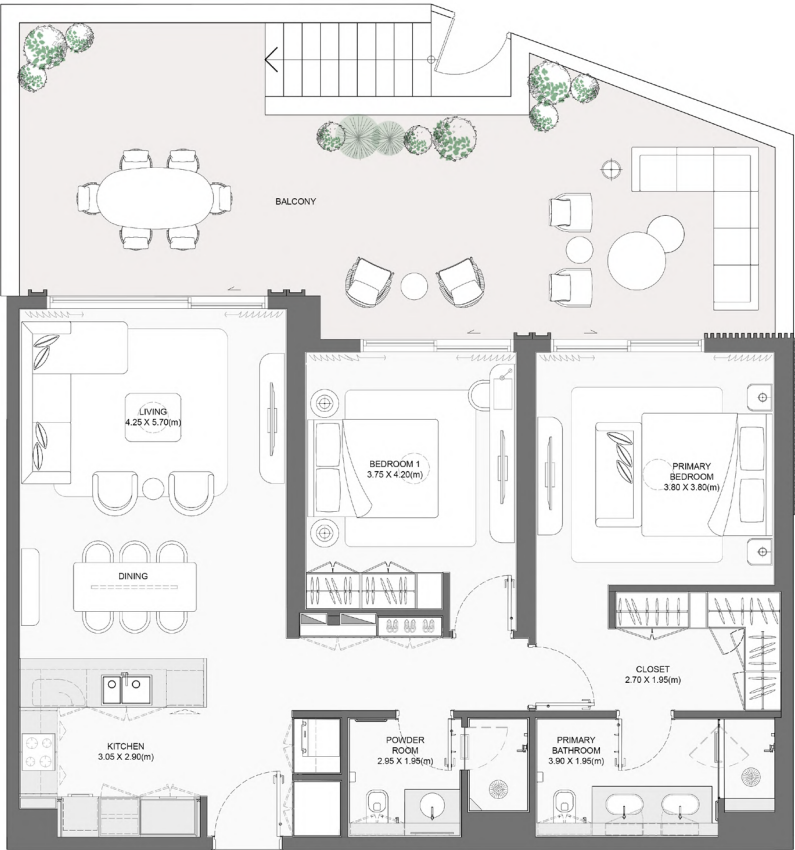 BALCONY
LIVING
4.25 X 5.70(m)
BEDROOM 1
3.75 X 4.20(m)
PRIMARY
BEDROOM
3.80 X 3.80(m)
DINING
CLOSET
2.70 X 1.95(m)
KITCHEN
3.05 X 2.90(m)
POWDER
ROOM
2.95 X 1.95(m)
PRIMARY
BATHROOM
3.90 X 1.95(m)